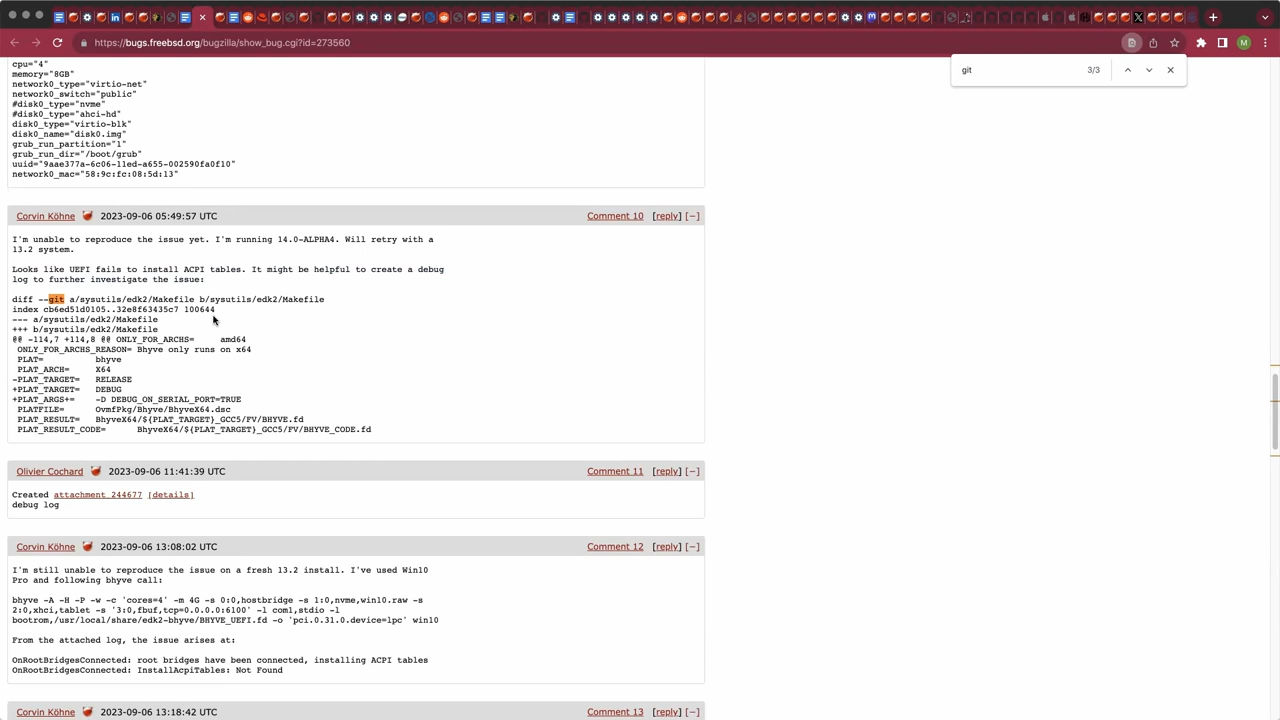 https://bugs.freebsd.org/bugzilla/show_bug.cgi?id=273560
M
git
3/3
cpu="4"
memory="8GB"
network0_type="virtio-net"
network0_switch="public"
#disk0_type="nvme"
#disk0_type="ahci-hd"
disk0_type="virtio-blk"
disk0_name="disk0.img"
grub_run_partition="1"
grub_run_dir="/boot/grub"
uuid="9aae377a-6c06-11ed-a655-002590fa0f10"
network0_mac="58:9c:fc:08:5d:13"
Corvin Köhne 2023-09-06 05:49:57 UTC Comment 10 [reply] [−]
I'm unable to reproduce the issue yet. I'm running 14.0-ALPHA4. Will retry with a
13.2 system.
Looks like UEFI fails to install ACPI tables. It might be helpful to create a debug
log to further investigate the issue:
diff --git a/sysutils/edk2/Makefile b/sysutils/edk2/Makefile
index cb6ed51d0105..32e8f63435c7 100644
--- a/sysutils/edk2/Makefile
+++ b/sysutils/edk2/Makefile
@@ -114,7 +114,8 @@ ONLY_FOR_ARCHS= amd64
ONLY_FOR_ARCHS_REASON= Bhyve only runs on x64
PLAT= bhyve
PLAT_ARCH= X64
-PLAT_TARGET= RELEASE
+PLAT_TARGET= DEBUG
+PLAT_ARGS+= -D DEBUG_ON_SERIAL_PORT=TRUE
PLATFILE= OvmfPkg/Bhyve/BhyveX64.dsc
PLAT_RESULT= BhyveX64/${PLAT_TARGET}_GCC5/FV/BHYVE.fd
PLAT_RESULT_CODE= BhyveX64/${PLAT_TARGET}_GCC5/FV/BHYVE_CODE.fd
Olivier Cochard 2023-09-06 11:41:39 UTC Comment 11 [reply] [−]
Created attachment 244677 [details]
debug log
Corvin Köhne 2023-09-06 13:08:02 UTC Comment 12 [reply] [−]
I'm still unable to reproduce the issue on a fresh 13.2 install. I've used Win10
Pro and following bhyve call:
bhyve -A -H -P -w -c 'cores=4' -m 4G -s 0:0,hostbridge -s 1:0,nvme,win10.raw -s
2:0,xhci,tablet -s '3:0,fbuf,tcp=0.0.0.0:6100' -l com1,stdio -l
bootrom,/usr/local/share/edk2-bhyve/BHYVE_UEFI.fd -o 'pci.0.31.0.device=lpc' win10
From the attached log, the issue arises at:
OnRootBridgesConnected: root bridges have been connected, installing ACPI tables
OnRootBridgesConnected: InstallAcpiTables: Not Found
Corvin Köhne 2023-09-06 13:18:42 UTC Comment 13 [reply] [−]